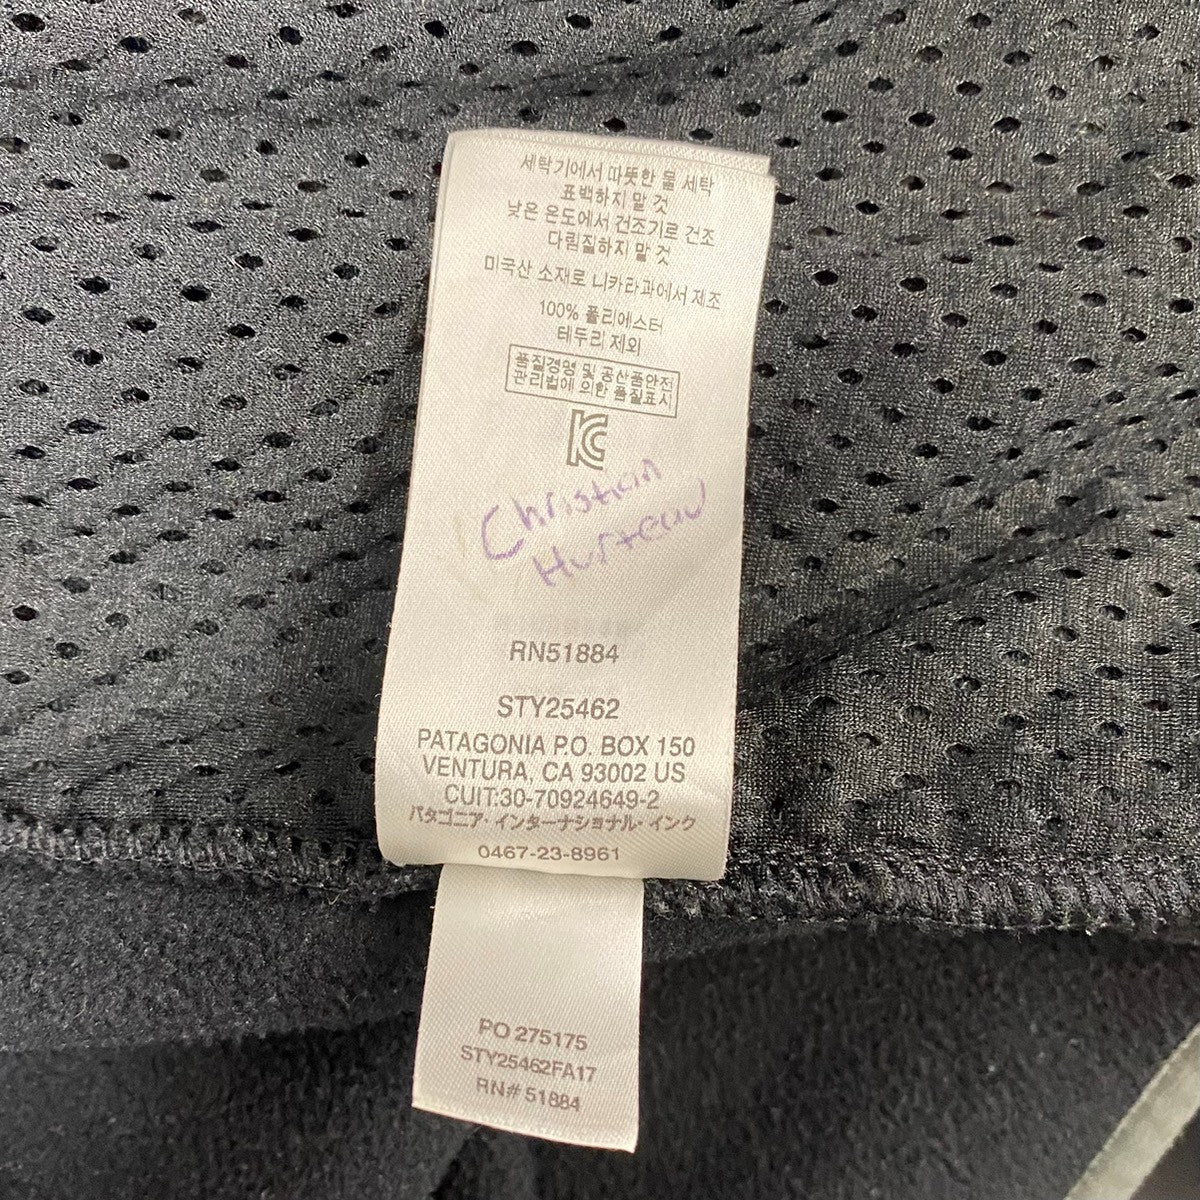 세탁기에서 따뜻한 물 세탁
표백하지 말 것
낮은 온도에서 건조기로 건조
다림질하지 말 것
미국산 소재로 니카라과에서 제조
100% 폴리에스터
테두리 제외
품질경영 및 공산품안전
관리법에 의한 품질표시
KC
Christian
Hurteau
RN51884
STY25462
PATAGONIA P.O. BOX 150
VENTURA, CA 93002 US
CUIT:30-70924649-2
パタゴニア・インターナショナル・インク
0467-23-8961
PO 275175
STY25462FA17
RN# 51884